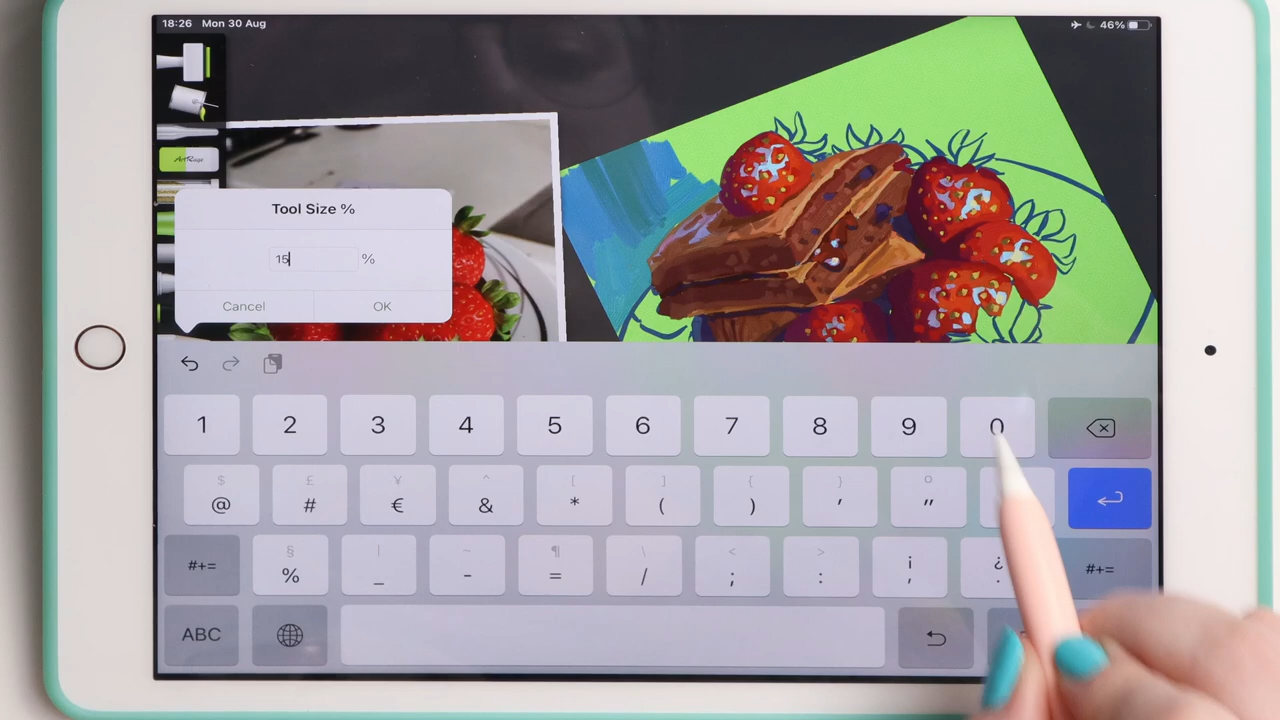 18:26 Mon 30 Aug
46%
ArtRage
Tool Size %
15 %
Cancel OK
1 2 3 4 5 6 7 8 9 0
$ £ ¥ ^ [ ] { } °
@ # € & * ( ) ' "
§ | ~ ¶ \ < > ¡ ¿
#+= % _ - = / ; : , . #+=
ABC